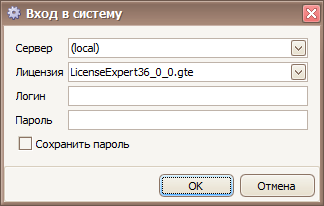 Вход в систему
Сервер (local)
Лицензия LicenseExpert36_0_0.gte
Логин
Пароль
Сохранить пароль
OK Отмена